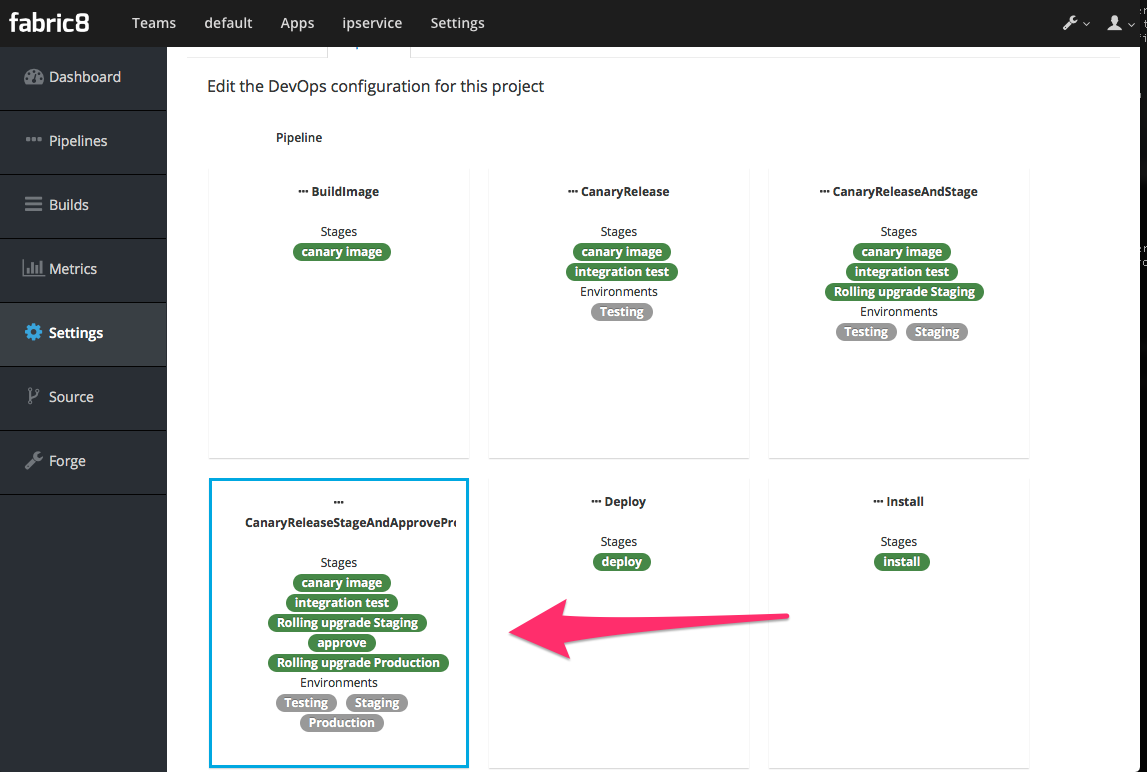 fabric8 Teams default Apps ipservice Settings
Dashboard
Pipelines
Builds
Metrics
Settings
Source
Forge
Edit the DevOps configuration for this project
Pipeline
BuildImage
Stages
canary image
CanaryRelease
Stages
canary image
integration test
Environments
Testing
CanaryReleaseAndStage
Stages
canary image
integration test
Rolling upgrade Staging
Environments
Testing Staging
CanaryReleaseStageAndApprovePr
Stages
canary image
integration test
Rolling upgrade Staging
approve
Rolling upgrade Production
Environments
Testing Staging
Production
Deploy
Stages
deploy
Install
Stages
install